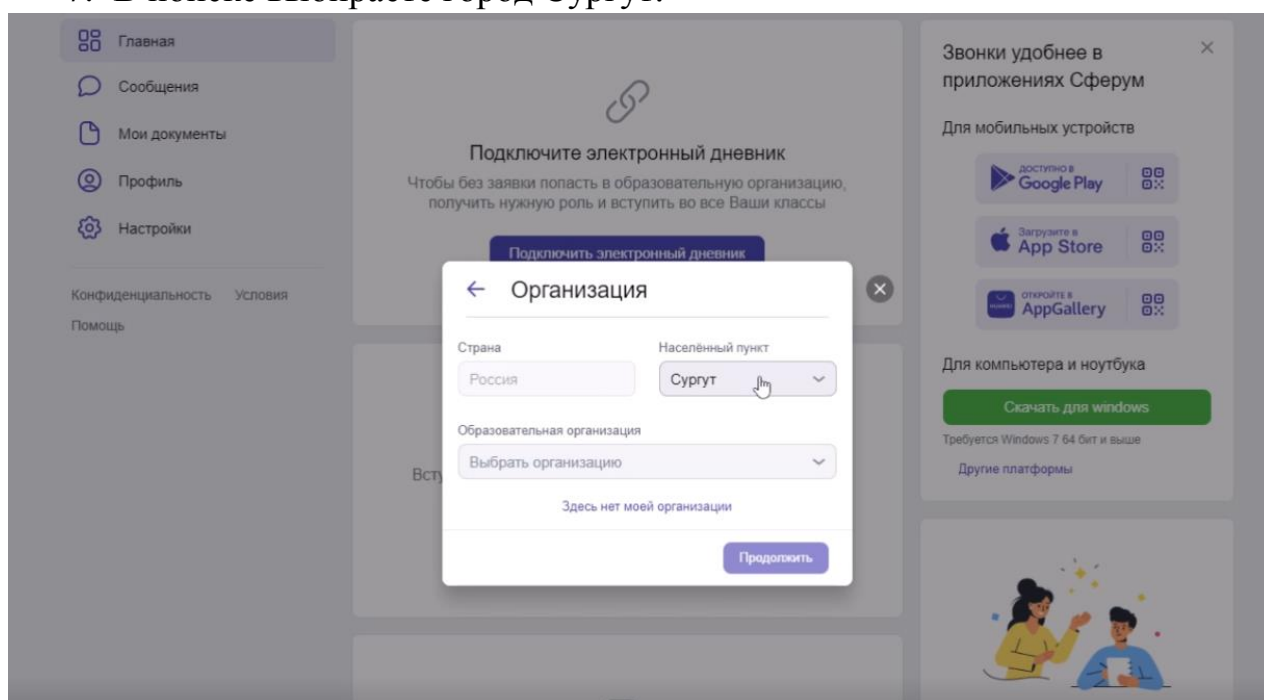 Главная
Сообщения
Мои документы
Профиль
Настройки
Конфиденциальность Условия
Помощь
Подключите электронный дневник
Чтобы без заявки попасть в образовательную организацию,
получить нужную роль и вступить во все Ваши классы
Подключить электронный дневник
Организация
Страна
Населённый пункт
Россия
Сургут
Образовательная организация
Выбрать организацию
Здесь нет моей организации
Продолжить
Звонки удобнее в
приложениях Сферум
Для мобильных устройств
ДОСТУПНО В
Google Play
Загрузите в
App Store
ОТКРОЙТЕ В
AppGallery
Для компьютера и ноутбука
Скачать для windows
Требуется Windows 7 64 бит и выше
Другие платформы